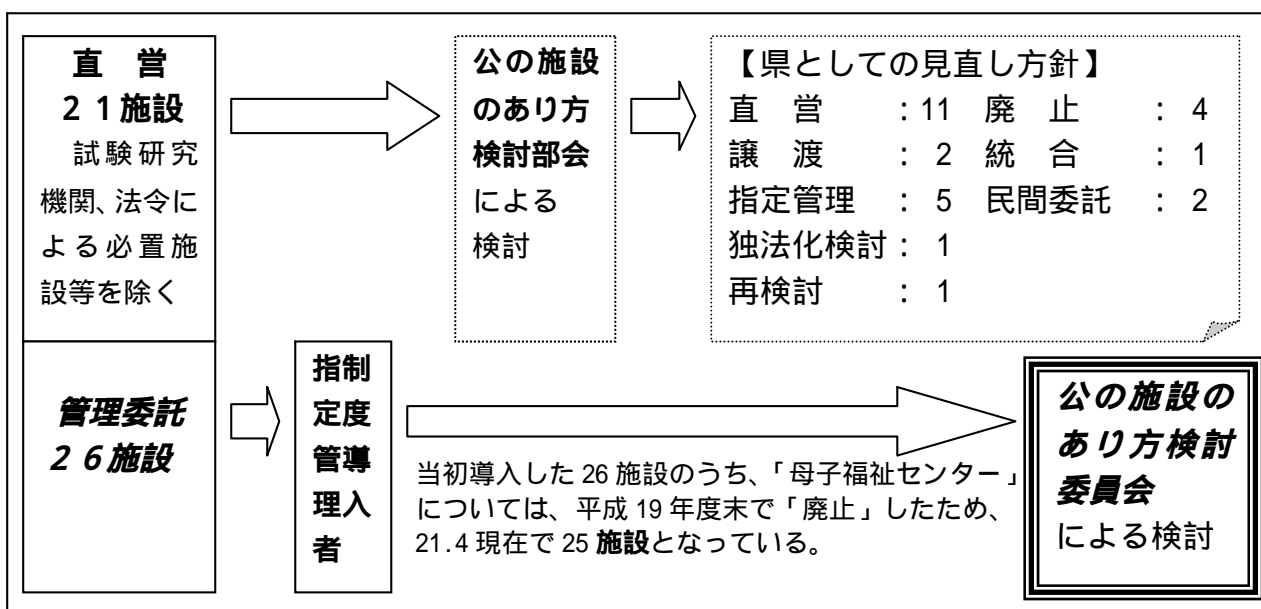 直　営
２１施設
試験研究
機関、法令に
よる必置施
設等を除く
公の施設
のあり方
検討部会
による
検討
【県としての見直し方針】
直　営　：11　廃　止　：4
譲　渡　：2　統　合　：1
指定管理　：5　民間委託　：2
独法化検討：1
再検討　：1
管理委託
２６施設
指定管理者
制度導入
当初導入した 26 施設のうち、「母子福祉センター」
については、平成 19 年度末で「廃止」したため、
21.4 現在で 25 施設となっている。
公の施設の
あり方検討
委員会
による検討